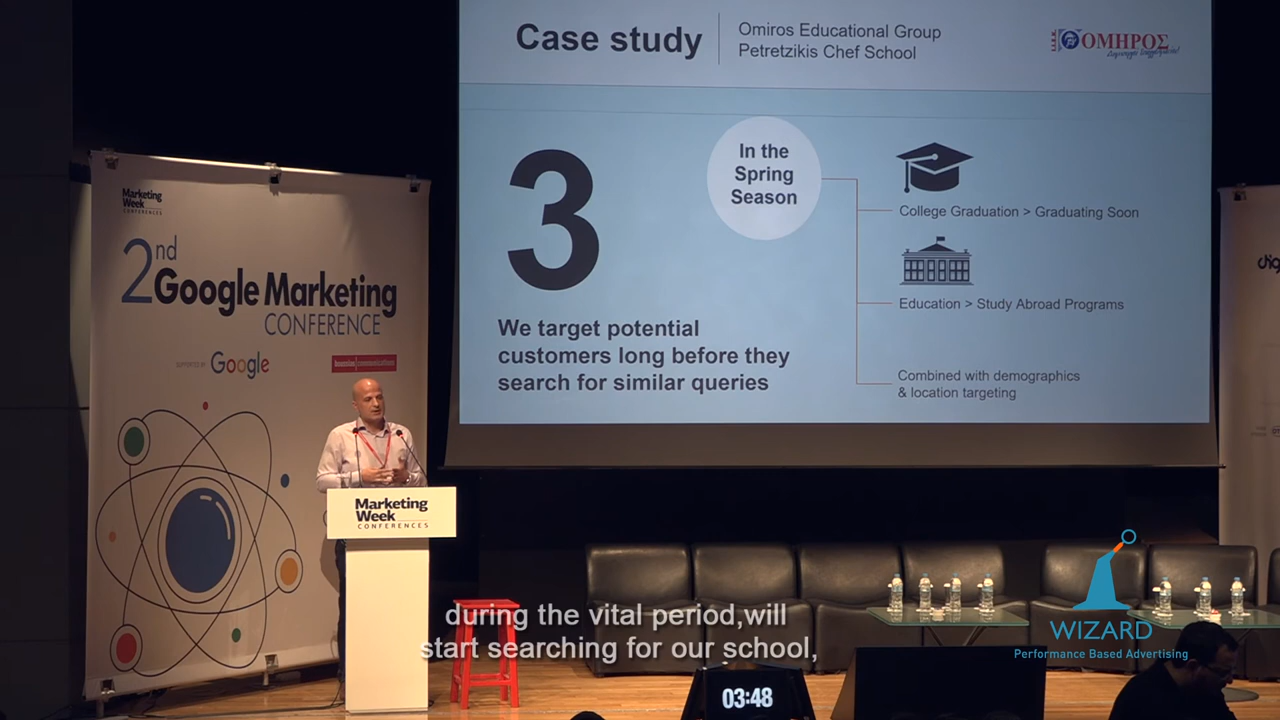 Case study
Omiros Educational Group
Petretzikis Chef School
ΟΜΗΡΟΣ
3
We target potential
customers long before they
search for similar queries
In the
Spring
Season
College Graduation > Graduating Soon
Education > Study Abroad Programs
Combined with demographics
& location targeting
Marketing
Week
CONFERENCES
2nd
Google Marketing
CONFERENCE
SUPPORTED BY
Google
Marketing
Week
CONFERENCES
during the vital period,will
start searching for our school,
03:48
WIZARD
Performance Based Advertising